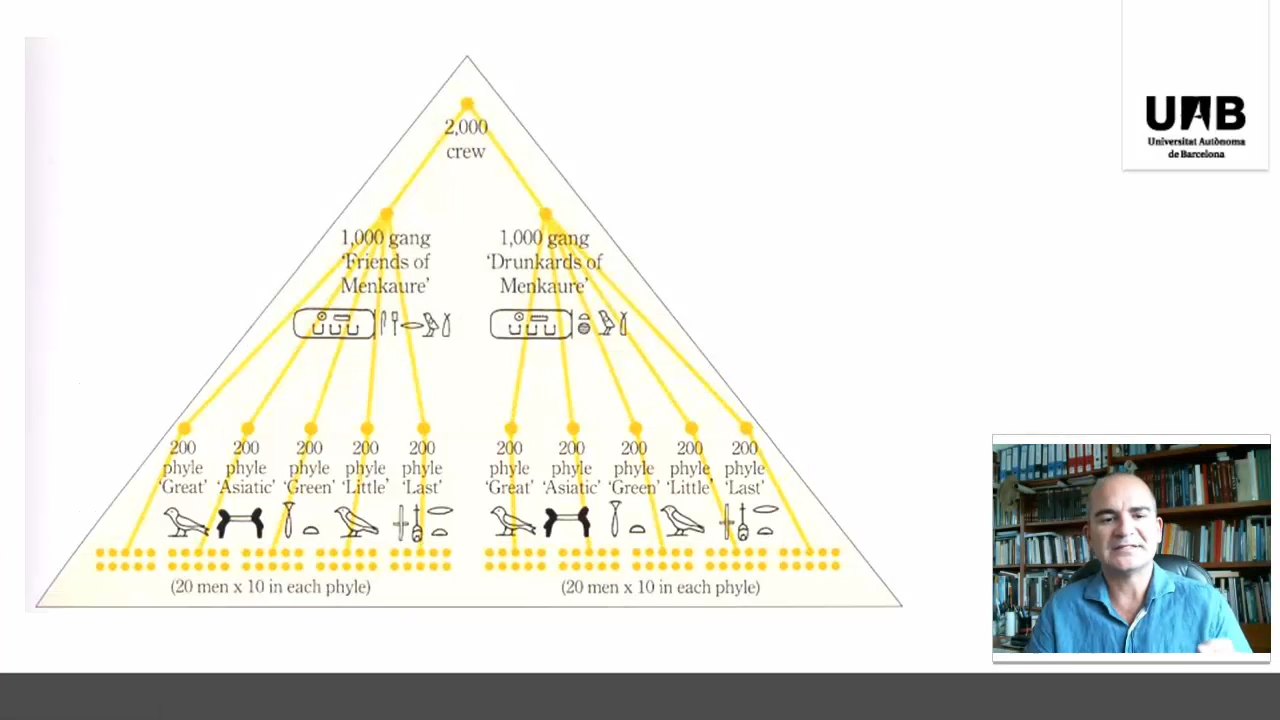 2,000
crew
1,000 gang
'Friends of
Menkaure'
1,000 gang
'Drunkards of
Menkaure'
200
phyle
'Great'
200
phyle
'Asiatic'
200
phyle
'Green'
200
phyle
'Little'
200
phyle
'Last'
200
phyle
'Great'
200
phyle
'Asiatic'
200
phyle
'Green'
200
phyle
'Little'
200
phyle
'Last'
(20 men x 10 in each phyle)
(20 men x 10 in each phyle)
UAB
Universitat Autònoma
de Barcelona